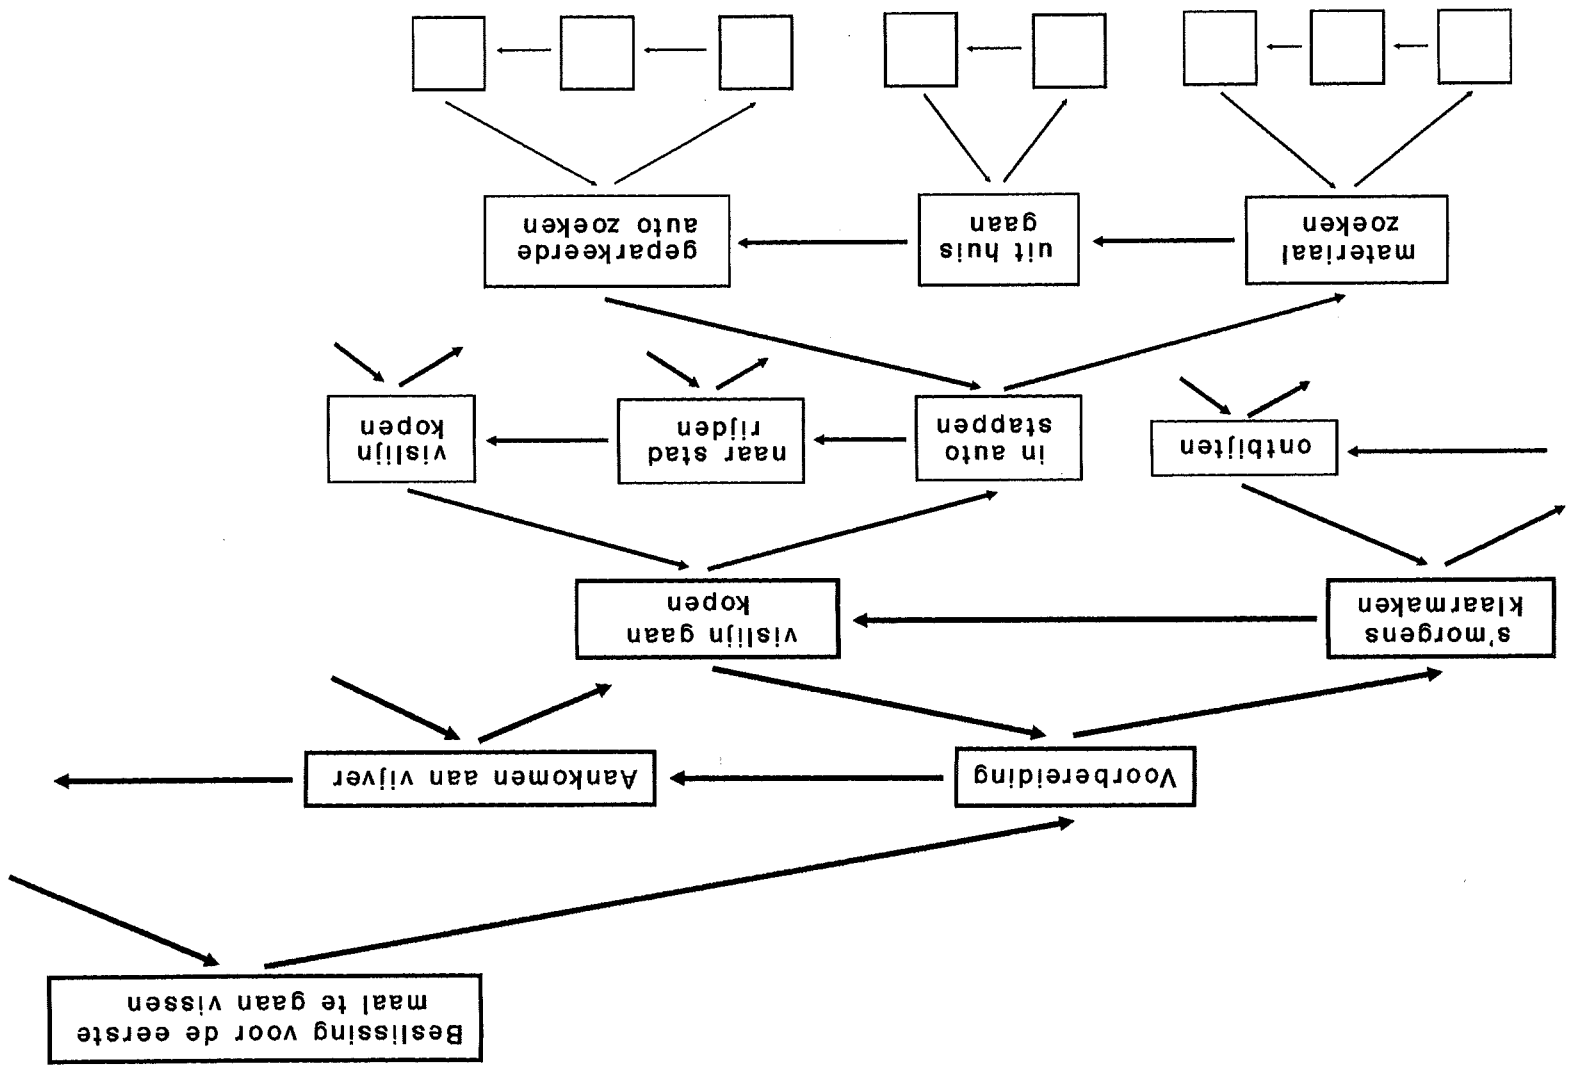 Beslissing voor de eerste
maal te gaan vissen
Voorbereiding
Aankomen aan vijver
s'morgens
klaarmaken
vislijn gaan
kopen
ontbijten
in auto
stappen
naar stad
rijden
vislijn
kopen
materiaal
zoeken
uit huis
gaan
geparkeerde
auto zoeken